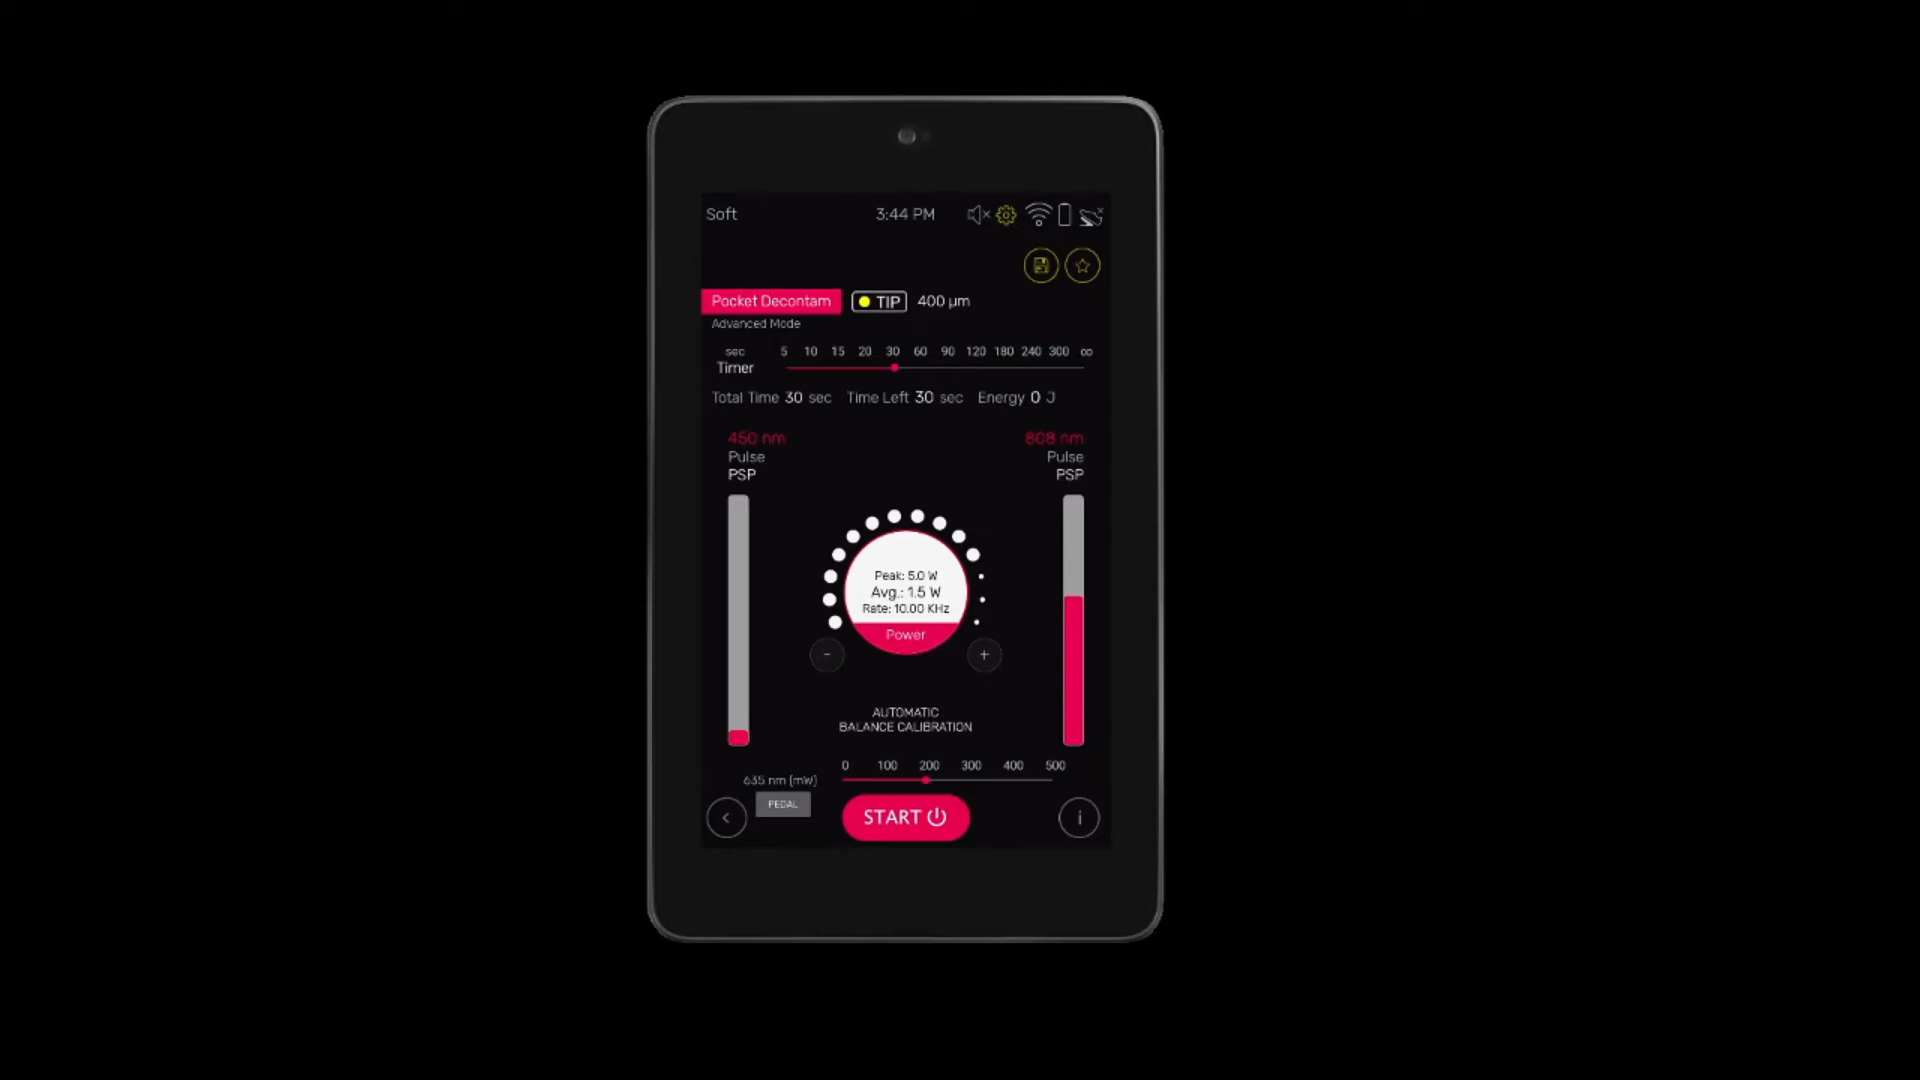 Soft 3:44 PM
Pocket Decontam TIP 400 µm
Advanced Mode
sec 5 10 15 20 30 60 90 120 180 240 300 ∞
Timer
Total Time 30 sec Time Left 30 sec Energy 0 J
450 nm 808 nm
Pulse Pulse
PSP PSP
Peak: 5.0 W
Avg.: 1.5 W
Rate: 10.00 KHz
Power
- +
AUTOMATIC
BALANCE CALIBRATION
0 100 200 300 400 500
635 nm (mW)
PEDAL
< START i